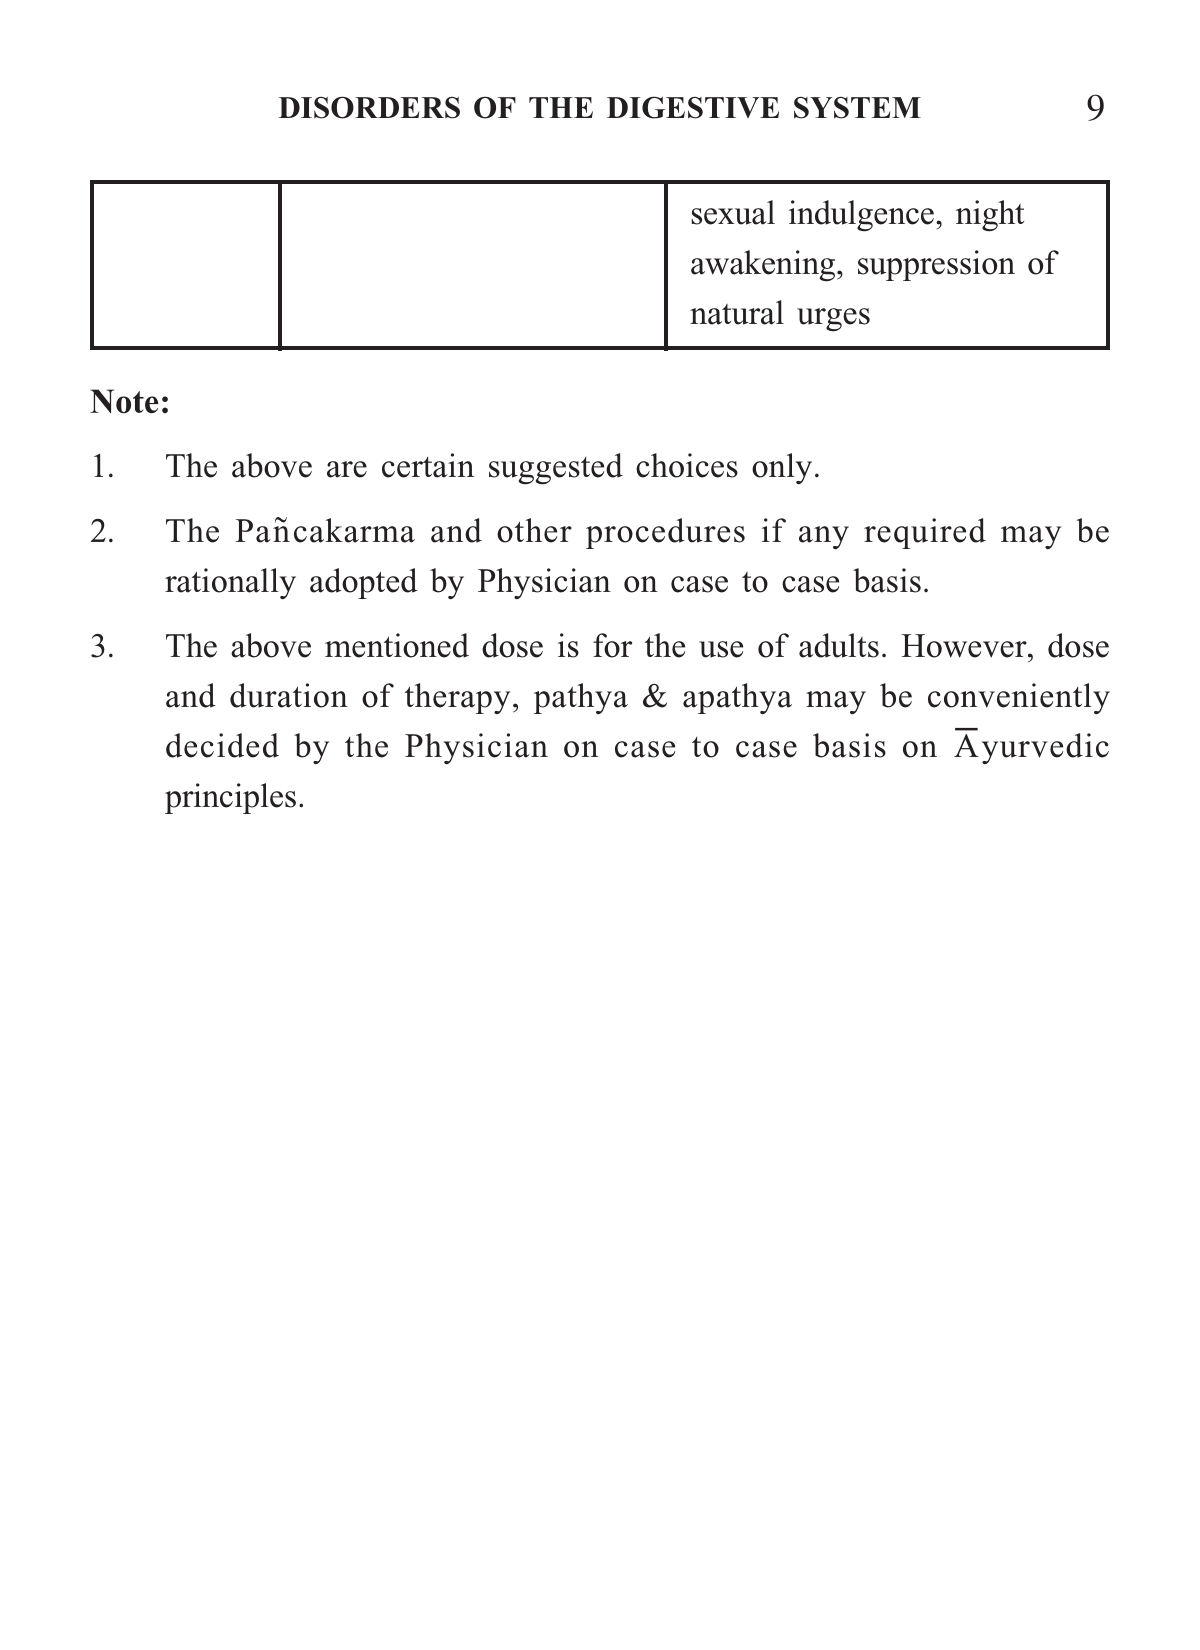 DISORDERS OF THE DIGESTIVE SYSTEM 9
sexual indulgence, night
awakening, suppression of
natural urges
Note:
1. The above are certain suggested choices only.
2. The Pañcakarma and other procedures if any required may be
rationally adopted by Physician on case to case basis.
3. The above mentioned dose is for the use of adults. However, dose
and duration of therapy, pathya & apathya may be conveniently
decided by the Physician on case to case basis on Āyurvedic
principles.